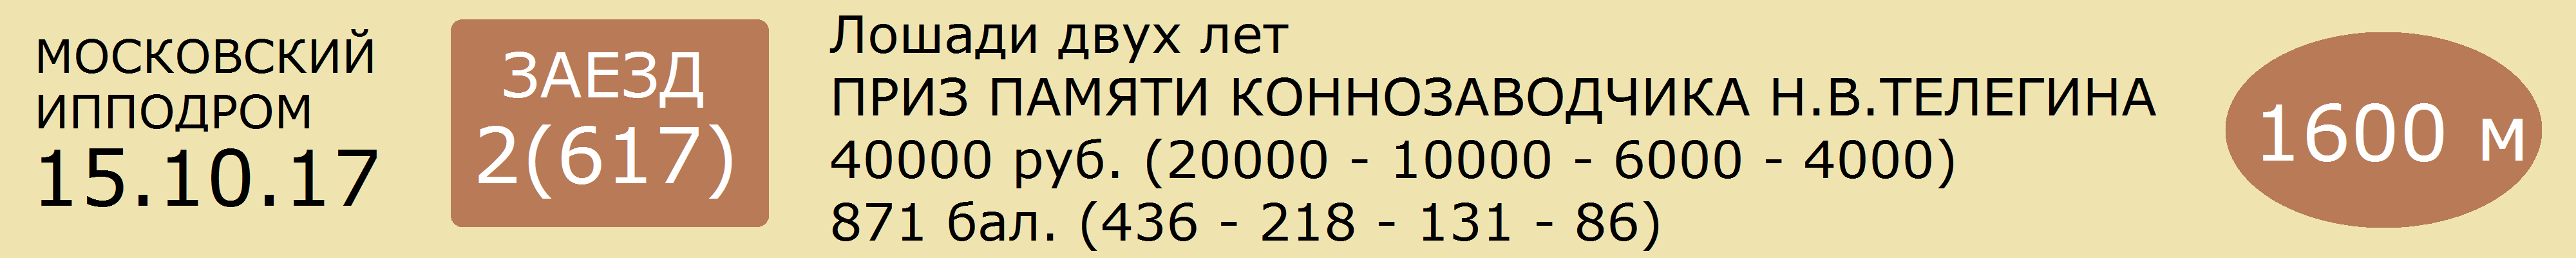 МОСКОВСКИЙ
ИППОДРОМ
15.10.17
ЗАЕЗД
2(617)
Лошади двух лет
ПРИЗ ПАМЯТИ КОННОЗАВОДЧИКА Н.В.ТЕЛЕГИНА
40000 руб. (20000 - 10000 - 6000 - 4000)
871 бал. (436 - 218 - 131 - 86)
1600 м